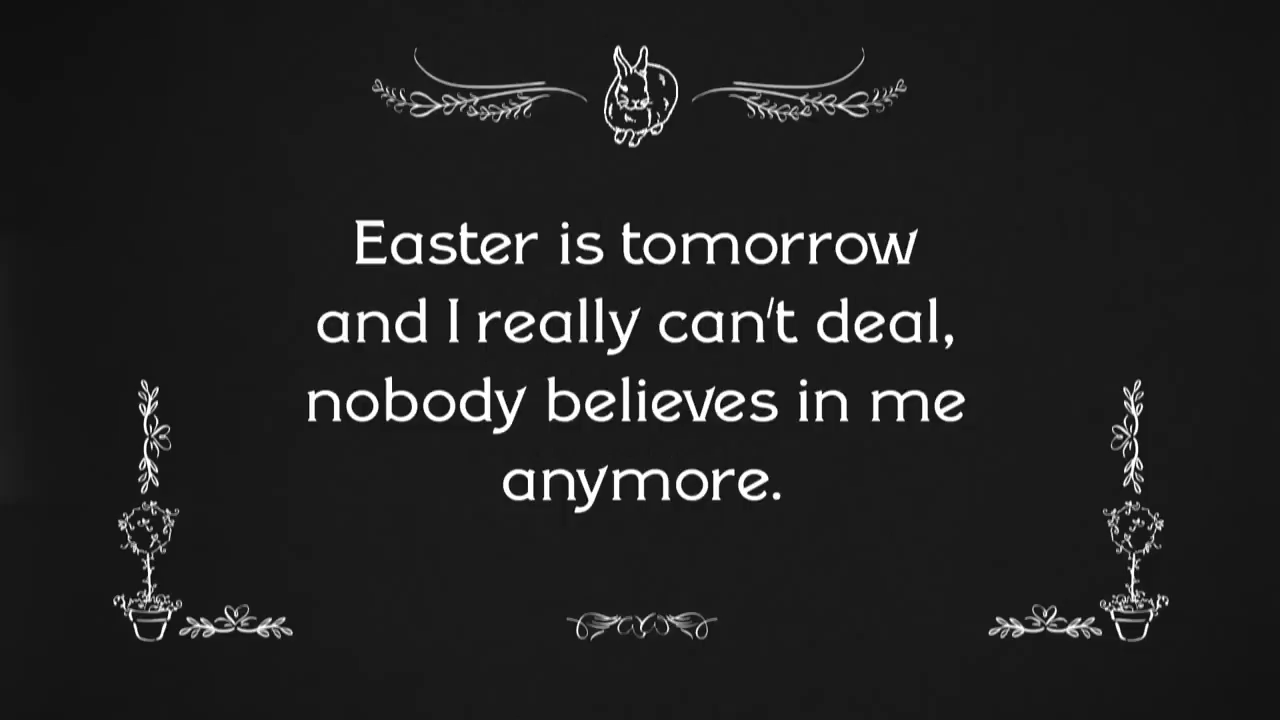 Easter is tomorrow
and I really can't deal,
nobody believes in me
anymore.